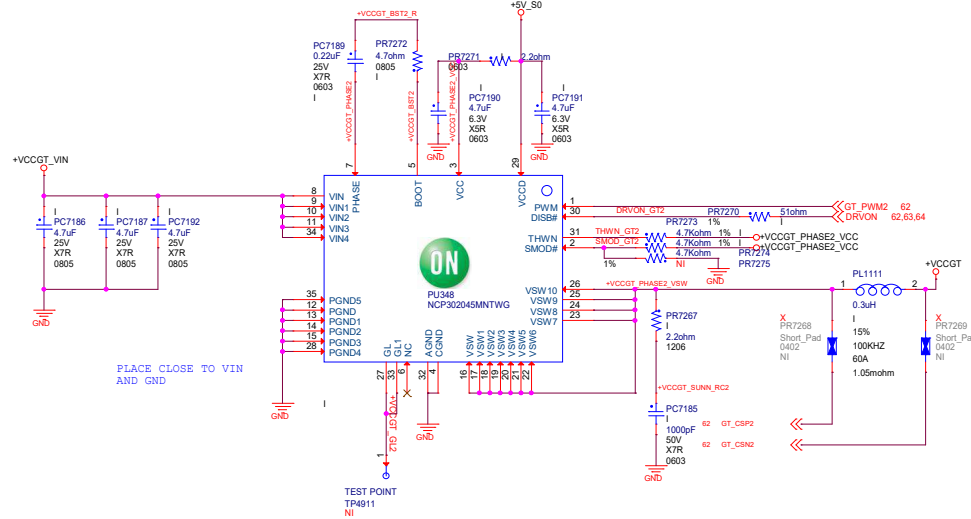 +VCCGT_BST2_R
+5V_S0
PC7189
0.22uF
25V
X7R
0603
I
PR7272
4.7ohm
0805
I
PR7271
0603
I
2.2ohm
+VCCGT_PHASE2
+VCCGT_BST2
+VCCGT_PHASE2_VCC
I
PC7190
4.7uF
6.3V
X5R
0603
I
PC7191
4.7uF
6.3V
X5R
0603
GND
GND
+VCCGT_VIN
7
5
3
29
PHASE
BOOT
VCC
VCCD
8
9
10
11
34
VIN
VIN1
VIN2
VIN3
VIN4
I
PC7186
4.7uF
25V
X7R
0805
I
PC7187
4.7uF
25V
X7R
0805
I
PC7192
4.7uF
25V
X7R
0805
GND
PWM
DISB#
1
30
GT_PWM2 62
DRVON_GT2
PR7270
1%
51ohm
I
DRVON 62,63,64
THWN
SMOD#
31
2
THWN_GT2
SMOD_GT2
PR7273
4.7Kohm 1% I
4.7Kohm 1% I
4.7Kohm
1%
NI
+VCCGT_PHASE2_VCC
+VCCGT_PHASE2_VCC
PR7274
PR7275
GND
ON
PU348
NCP302045MNTWG
35
12
13
14
15
28
PGND5
PGND
PGND1
PGND2
PGND3
PGND4
GND
VSW10
VSW9
VSW8
VSW7
26
25
24
23
+VCCGT_PHASE2_VSW
PR7267
I
2.2ohm
1206
1
PL1111
2
0.3uH
I
15%
100KHZ
60A
1.05mohm
+VCCGT
X
PR7268
Short_Pad
0402
NI
X
PR7269
Short_Pa
0402
NI
GL
GL1
NC
AGND
CGND
VSW
VSW1
VSW2
VSW3
VSW4
VSW5
VSW6
27
33
6
32
4
16
17
18
19
20
21
22
PLACE CLOSE TO VIN
AND GND
I
+VCCGT_GL2
GND
+VCCGT_SUNN_RC2
PC7185
I
1000pF
50V
X7R
0603
GND
62 GT_CSP2
62 GT_CSN2
1
TEST POINT
TP4911
NI